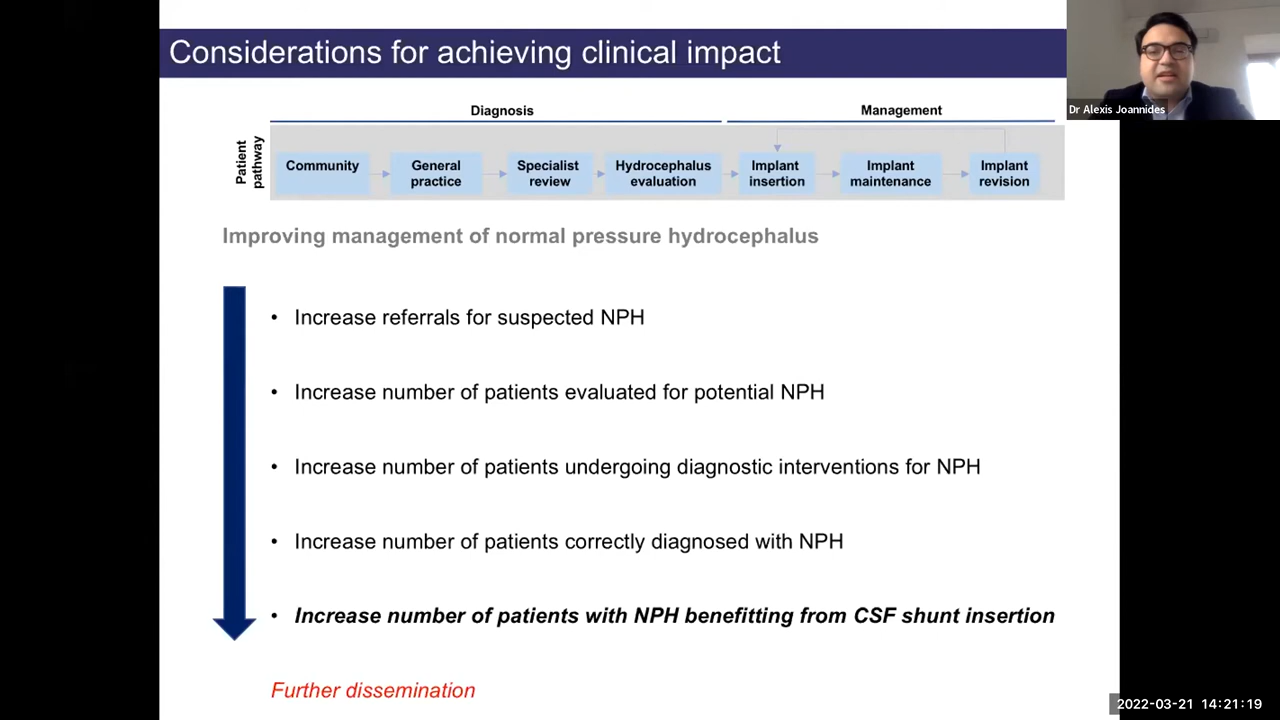 Considerations for achieving clinical impact
Dr Alexis Joannides
Diagnosis
Management
Patient
pathway
Community
General
practice
Specialist
review
Hydrocephalus
evaluation
Implant
insertion
Implant
maintenance
Implant
revision
Improving management of normal pressure hydrocephalus
• Increase referrals for suspected NPH
• Increase number of patients evaluated for potential NPH
• Increase number of patients undergoing diagnostic interventions for NPH
• Increase number of patients correctly diagnosed with NPH
• Increase number of patients with NPH benefitting from CSF shunt insertion
Further dissemination
2022-03-21 14:21:19